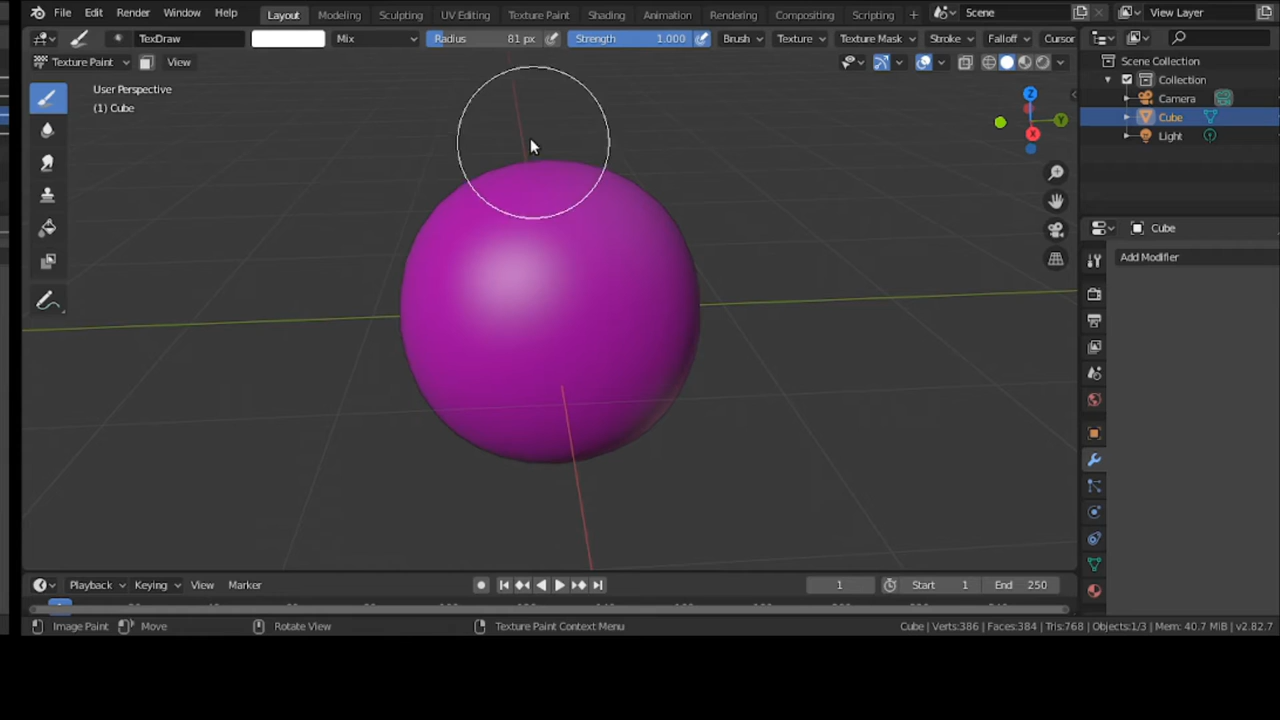 File Edit Render Window Help Layout Modeling Sculpting UV Editing Texture Paint Shading Animation Rendering Compositing Scripting + Scene View Layer
TexDraw Mix Radius 81 px Strength 1.000 Brush Texture Texture Mask Stroke Falloff Cursor
Texture Paint View
User Perspective
(1) Cube
Z
Y
X
Scene Collection
Collection
Camera
Cube
Light
Cube
Add Modifier
Playback Keying View Marker 1 Start 1 End 250
Image Paint Move Rotate View Texture Paint Context Menu Cube | Verts:386 | Faces:384 | Tris:768 | Objects:1/3 | Mem: 40.7 MiB | v2.82.7